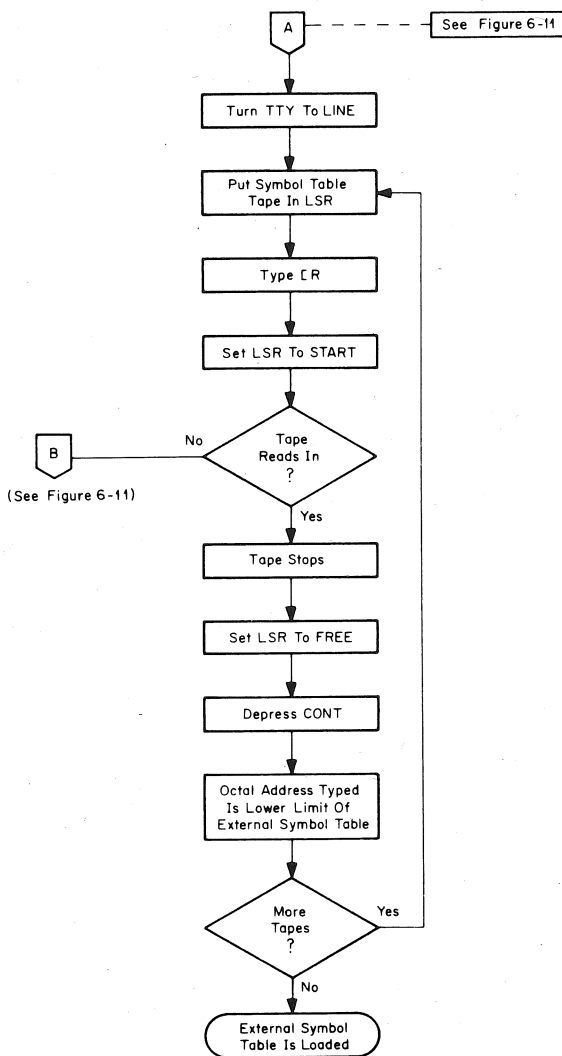 A
See Figure 6-11
Turn TTY To LINE
Put Symbol Table
Tape In LSR
Type [R
Set LSR To START
Tape
Reads In
?
No
B
(See Figure 6-11)
Yes
Tape Stops
Set LSR To FREE
Depress CONT
Octal Address Typed
Is Lower Limit Of
External Symbol Table
More
Tapes
?
Yes
No
External Symbol
Table Is Loaded